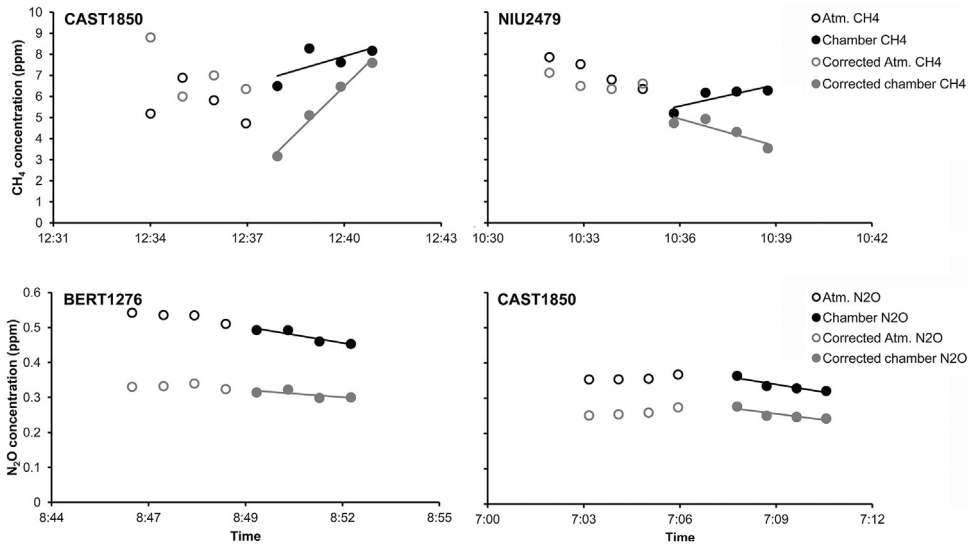 CAST1850
NIU2479
CH4 concentration (ppm)
10
9
8
7
6
5
4
3
2
1
0
12:31 12:34 12:37 12:40 12:43
10:30 10:33 10:36 10:39 10:42
Atm. CH4
Chamber CH4
Corrected Atm. CH4
Corrected chamber CH4
BERT1276
CAST1850
N2O concentration (ppm)
0.6
0.5
0.4
0.3
0.2
0.1
0
8:44 8:47 8:49 8:52 8:55
Time
7:00 7:03 7:06 7:09 7:12
Time
Atm. N2O
Chamber N2O
Corrected Atm. N2O
Corrected chamber N2O